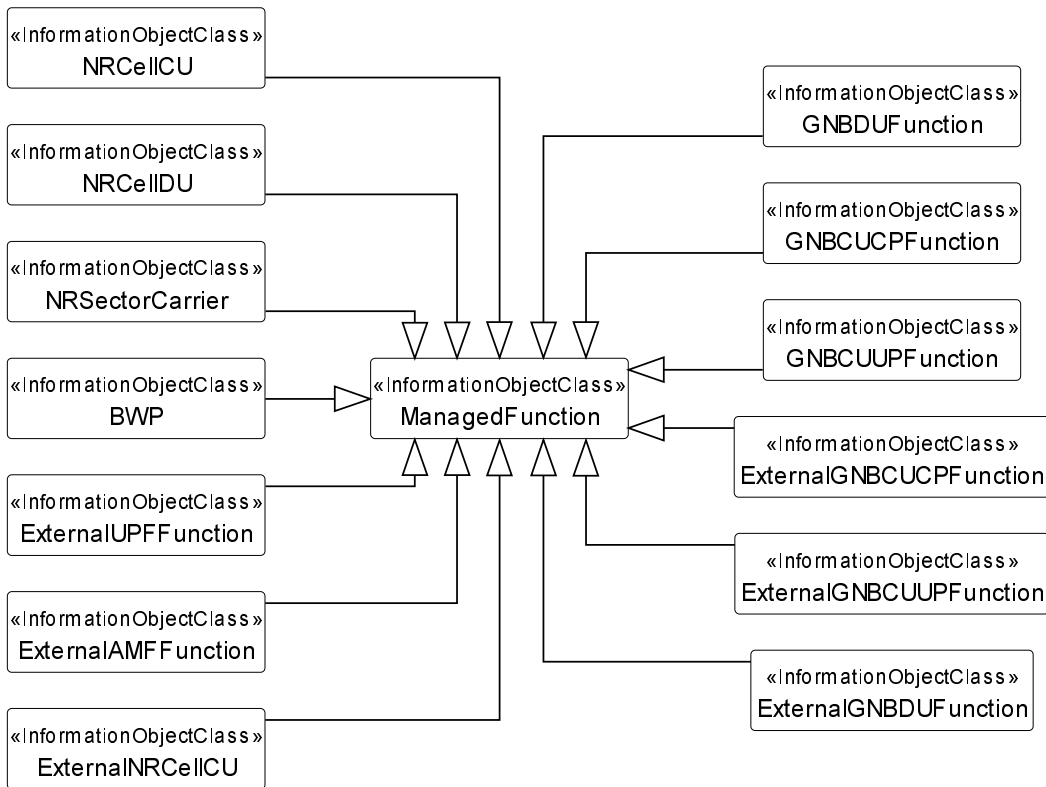 «InformationObjectClass»
NRCellCU
«InformationObjectClass»
NRCellDU
«InformationObjectClass»
NRSectorCarrier
«InformationObjectClass»
BWP
«InformationObjectClass»
ExternalUPFFunction
«InformationObjectClass»
ExternalAMFFunction
«InformationObjectClass»
ExternalNRCellCU
«InformationObjectClass»
ManagedFunction
«InformationObjectClass»
GNBDUFunction
«InformationObjectClass»
GNBCUCPFunction
«InformationObjectClass»
GNBCUUPFunction
«InformationObjectClass»
ExternalGNBCUCPFunction
«InformationObjectClass»
ExternalGNBCUUPFunction
«InformationObjectClass»
ExternalGNBDUFunction